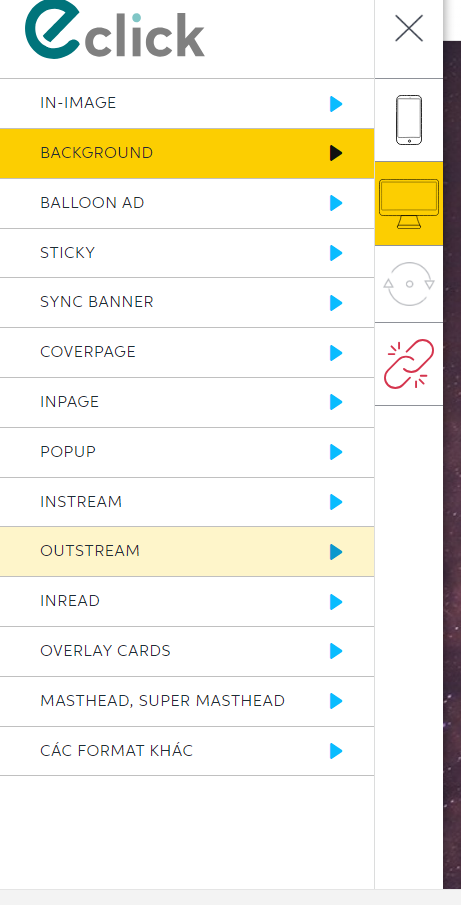 eclick
IN-IMAGE
BACKGROUND
BALLOON AD
STICKY
SYNC BANNER
COVERPAGE
INPAGE
POPUP
INSTREAM
OUTSTREAM
INREAD
OVERLAY CARDS
MASTHEAD, SUPER MASTHEAD
CÁC FORMAT KHÁC